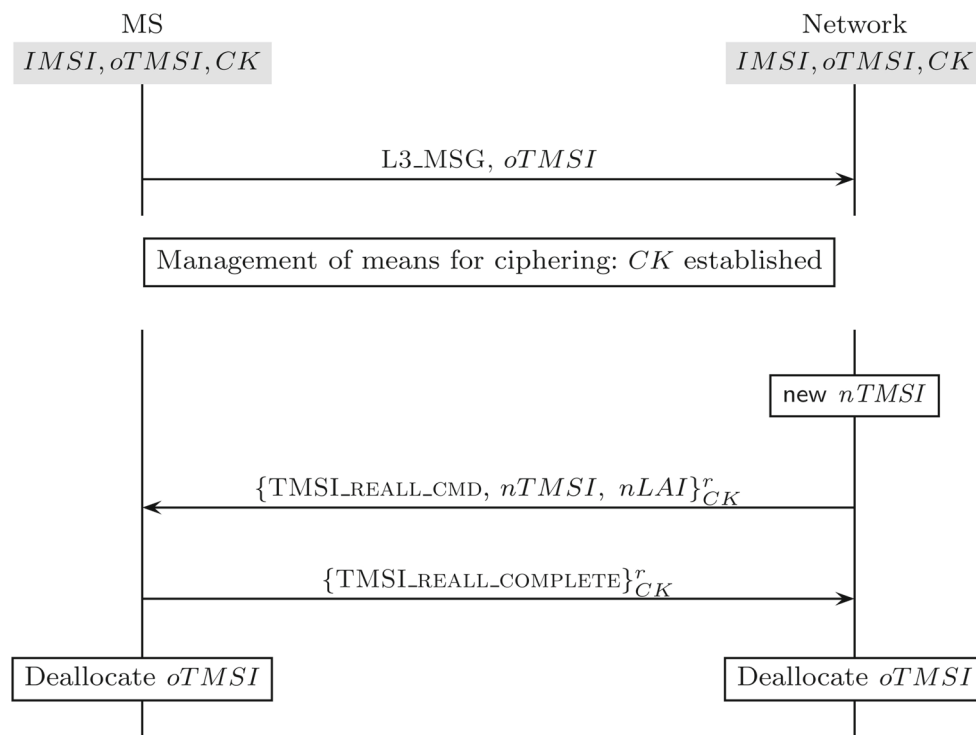 MS Network
IMSI, oTMSI, CK IMSI, oTMSI, CK
L3_MSG, oTMSI
Management of means for ciphering: CK established
new nTMSI
{TMSI_REALL_CMD, nTMSI, nLAI}^r_CK
{TMSI_REALL_COMPLETE}^r_CK
Deallocate oTMSI Deallocate oTMSI